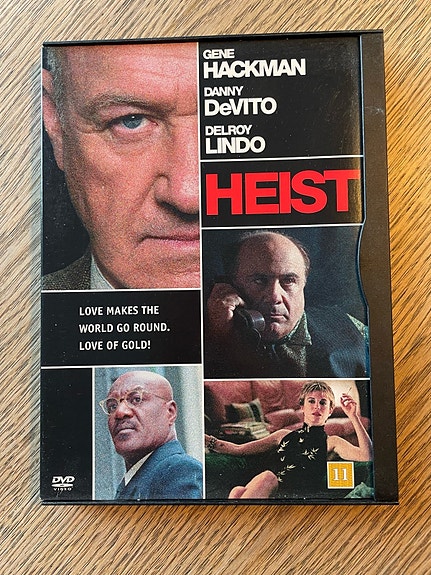 GENE
HACKMAN
DANNY
DeVITO
DELROY
LINDO
HEIST
LOVE MAKES THE
WORLD GO ROUND.
LOVE OF GOLD!
DVD
VIDEO
11